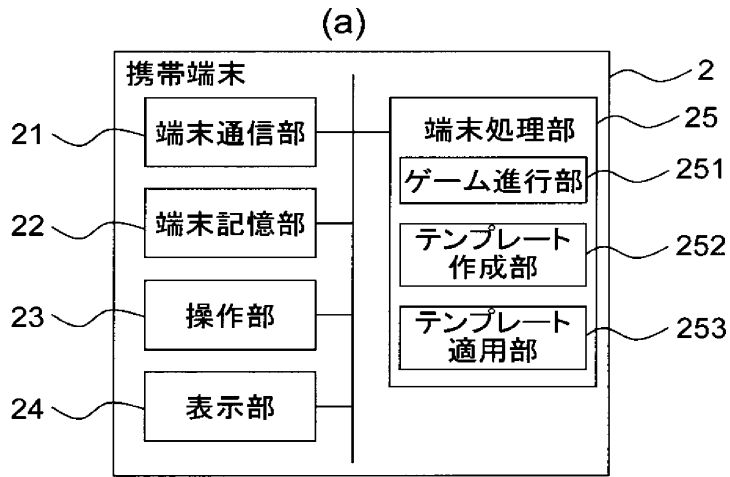 (a)
携帯端末
2
21
端末通信部
22
端末記憶部
23
操作部
24
表示部
端末処理部
25
ゲーム進行部
251
テンプレート
作成部
252
テンプレート
適用部
253